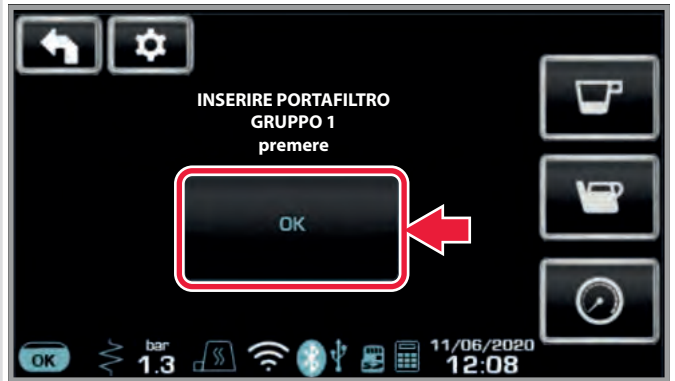 INSERIRE PORTAFILTRO
GRUPPO 1
premere
OK
OK
bar
1.3
11/06/2020
12:08